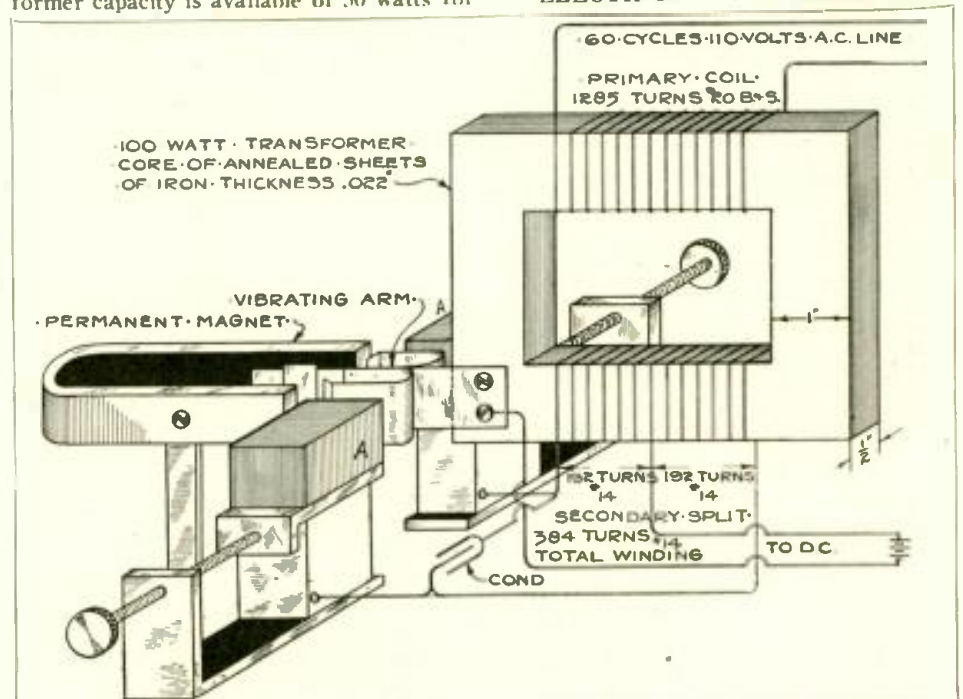 former capacity is available of 50 watts for
60·CYCLES·110·VOLTS·A.C. LINE
PRIMARY·COIL·
1285 TURNS #20 B.&S.
·100 WATT·TRANSFORMER·
CORE·OF·ANNEALED·SHEETS
OF IRON·THICKNESS .022"
VIBRATING ARM·
·PERMANENT·MAGNET·
A
1"
A
1/2"
192 TURNS 192 TURNS
#14 #14
SECONDARY·SPLIT·
384 TURNS #14
TOTAL WINDING
TO DC
COND